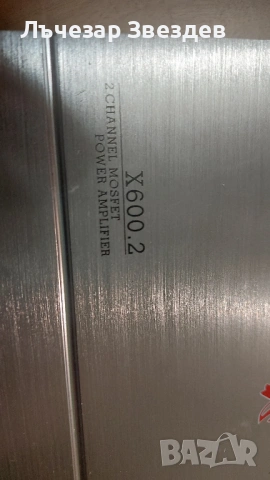 Лъчезар Звездев
X600.2
2 CHANNEL MOSFET
POWER AMPLIFIER
BAZAR